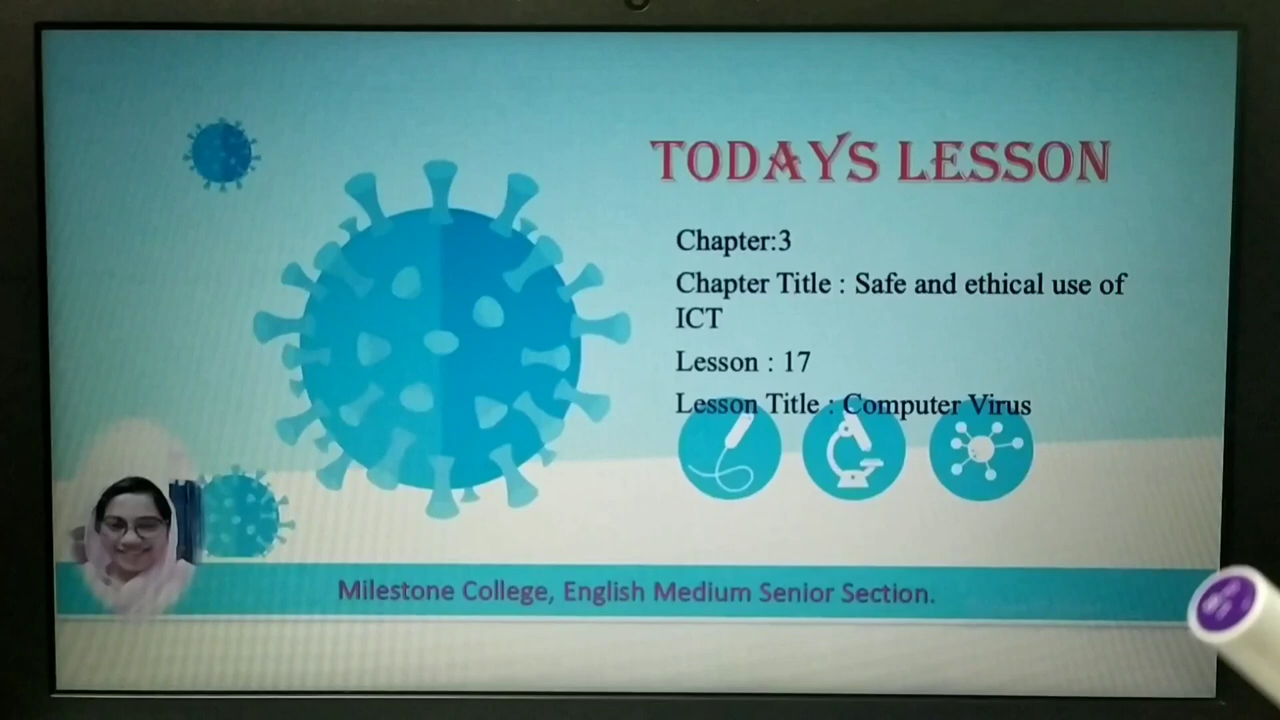 TODAYS LESSON
Chapter:3
Chapter Title : Safe and ethical use of
ICT
Lesson : 17
Lesson Title : Computer Virus
Milestone College, English Medium Senior Section.